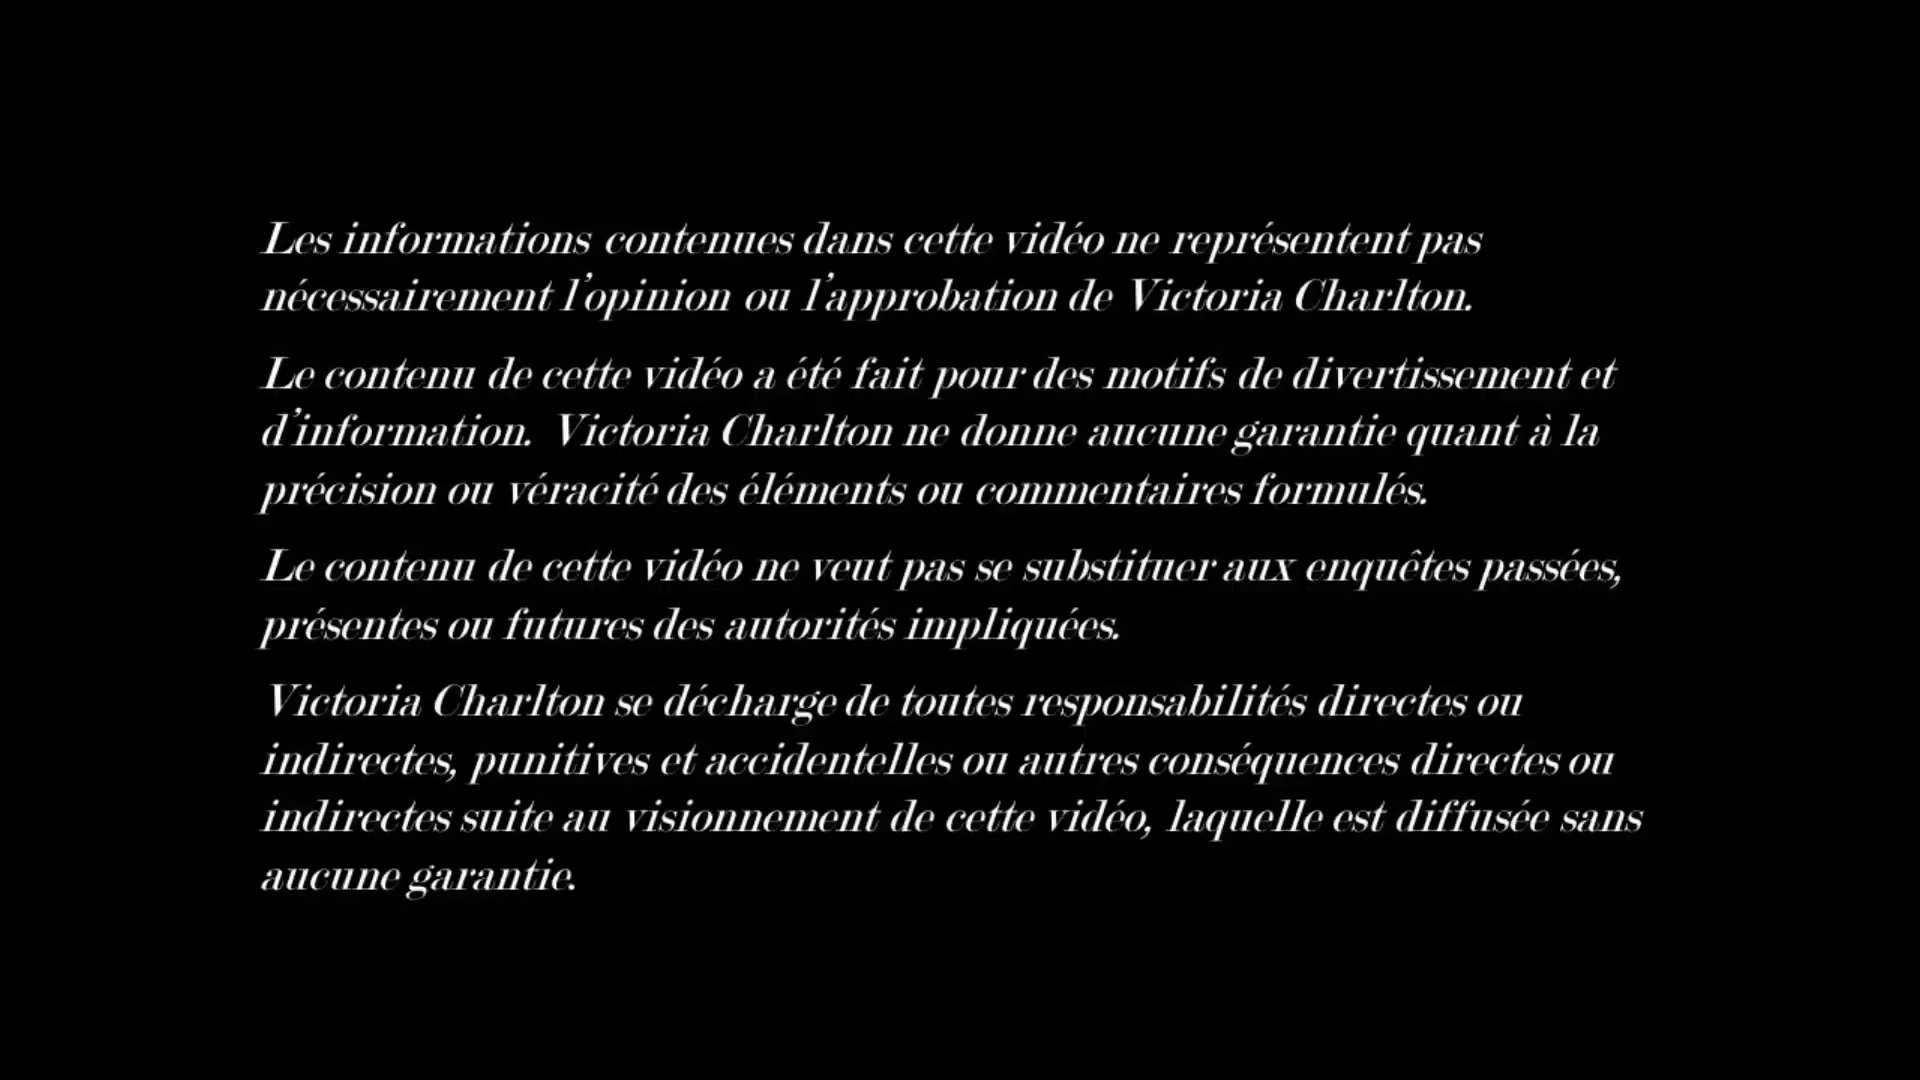 Les informations contenues dans cette vidéo ne représentent pas
nécessairement l’opinion ou l’approbation de Victoria Charlton.
Le contenu de cette vidéo a été fait pour des motifs de divertissement et
d’information. Victoria Charlton ne donne aucune garantie quant à la
précision ou véracité des éléments ou commentaires formulés.
Le contenu de cette vidéo ne veut pas se substituer aux enquêtes passées,
présentes ou futures des autorités impliquées.
Victoria Charlton se décharge de toutes responsabilités directes ou
indirectes, punitives et accidentelles ou autres conséquences directes ou
indirectes suite au visionnement de cette vidéo, laquelle est diffusée sans
aucune garantie.